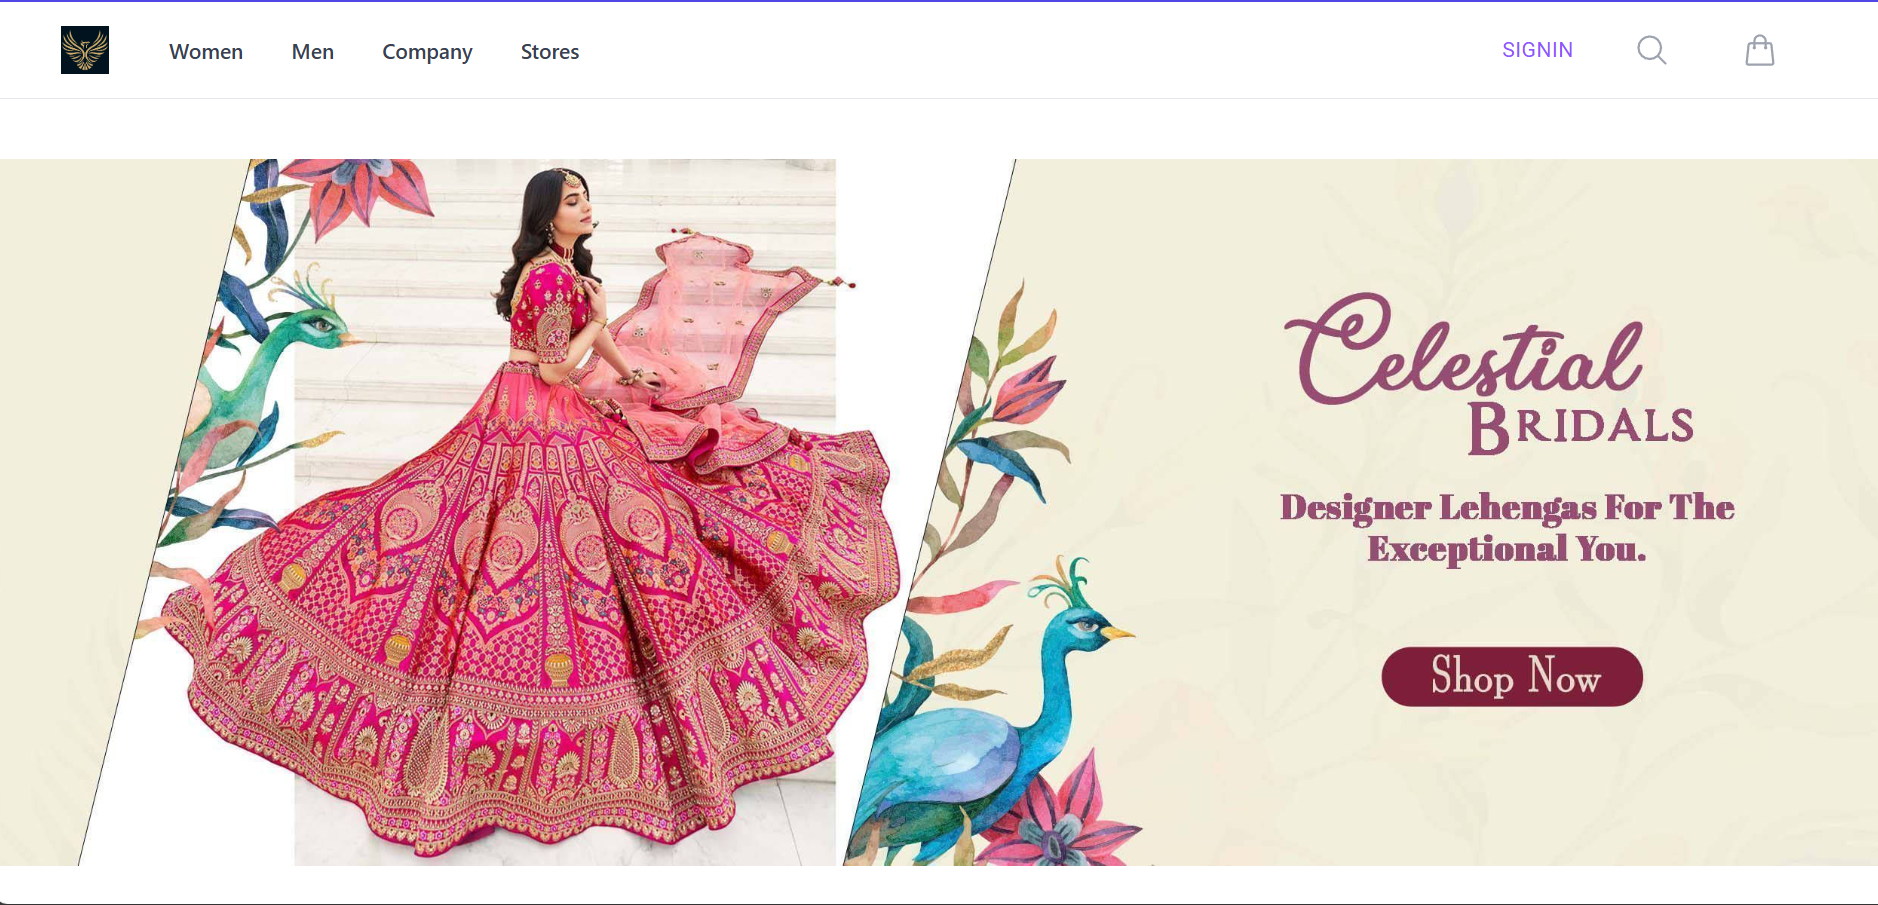 Women Men Company Stores SIGNIN
Celestial
BRIDALS
Designer Lehengas For The
Exceptional You.
Shop Now